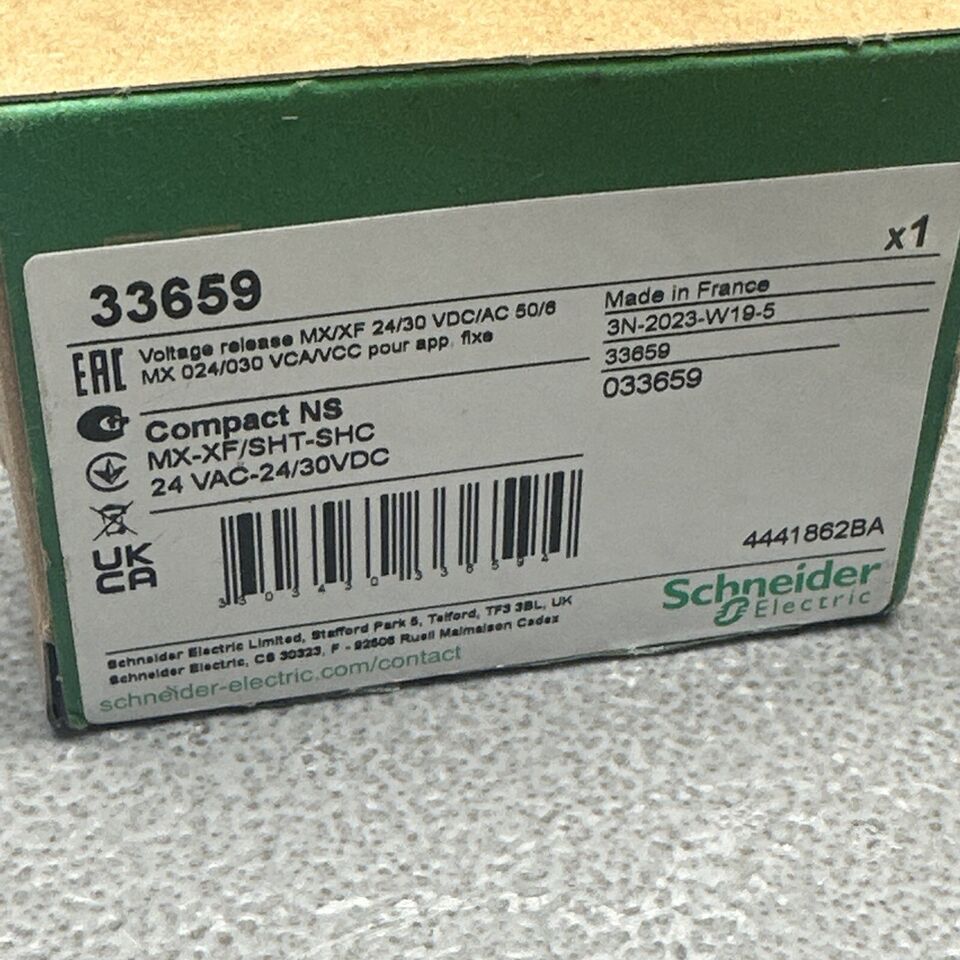 x1
33659
Voltage release MX/XF 24/30 VDC/AC 50/6
MX 024/030 VCA/VCC pour app. fixe
EAC
Compact NS
MX-XF/SHT-SHC
24 VAC-24/30VDC
UK
CA
Made in France
3N-2023-W19-5
33659
033659
3303430336594
4441862BA
Schneider
Electric
Schneider Electric Limited, Stafford Park 5, Telford, TF3 3BL, UK
Schneider Electric, CS 30323, F - 92506 Rueil Malmaison Cedex
schneider-electric.com/contact